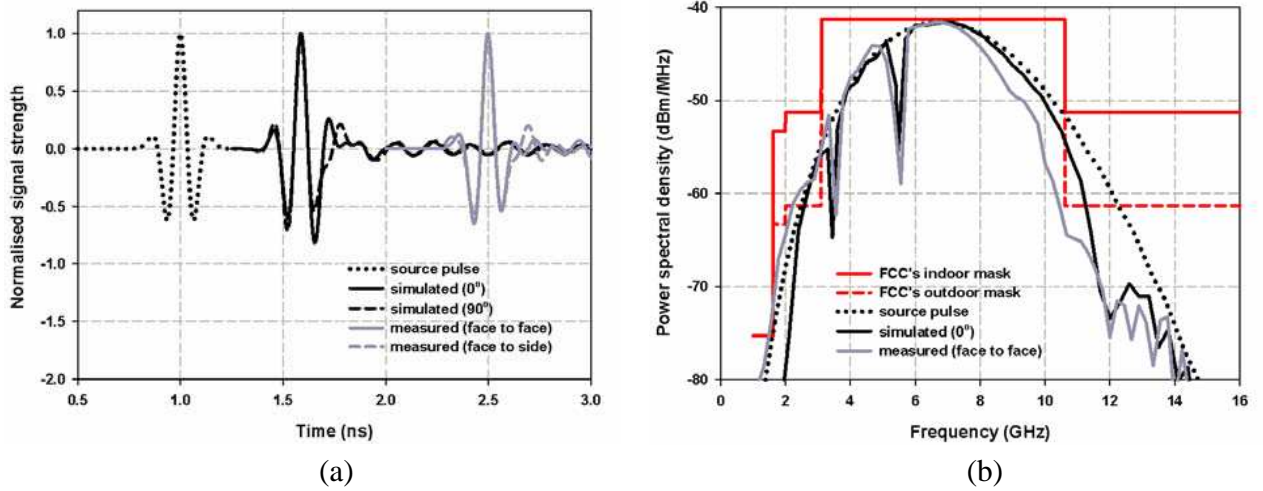 1.0
0.5
0.0
-0.5
-1.0
-1.5
-2.0
Normalised signal strength
source pulse
simulated (0°)
simulated (90°)
measured (face to face)
measured (face to side)
0.5 1.0 1.5 2.0 2.5 3.0
Time (ns)
(a)
-40
-50
-60
-70
-80
Power spectral density (dBm/MHz)
FCC's indoor mask
FCC's outdoor mask
source pulse
simulated (0°)
measured (face to face)
0 2 4 6 8 10 12 14 16
Frequency (GHz)
(b)